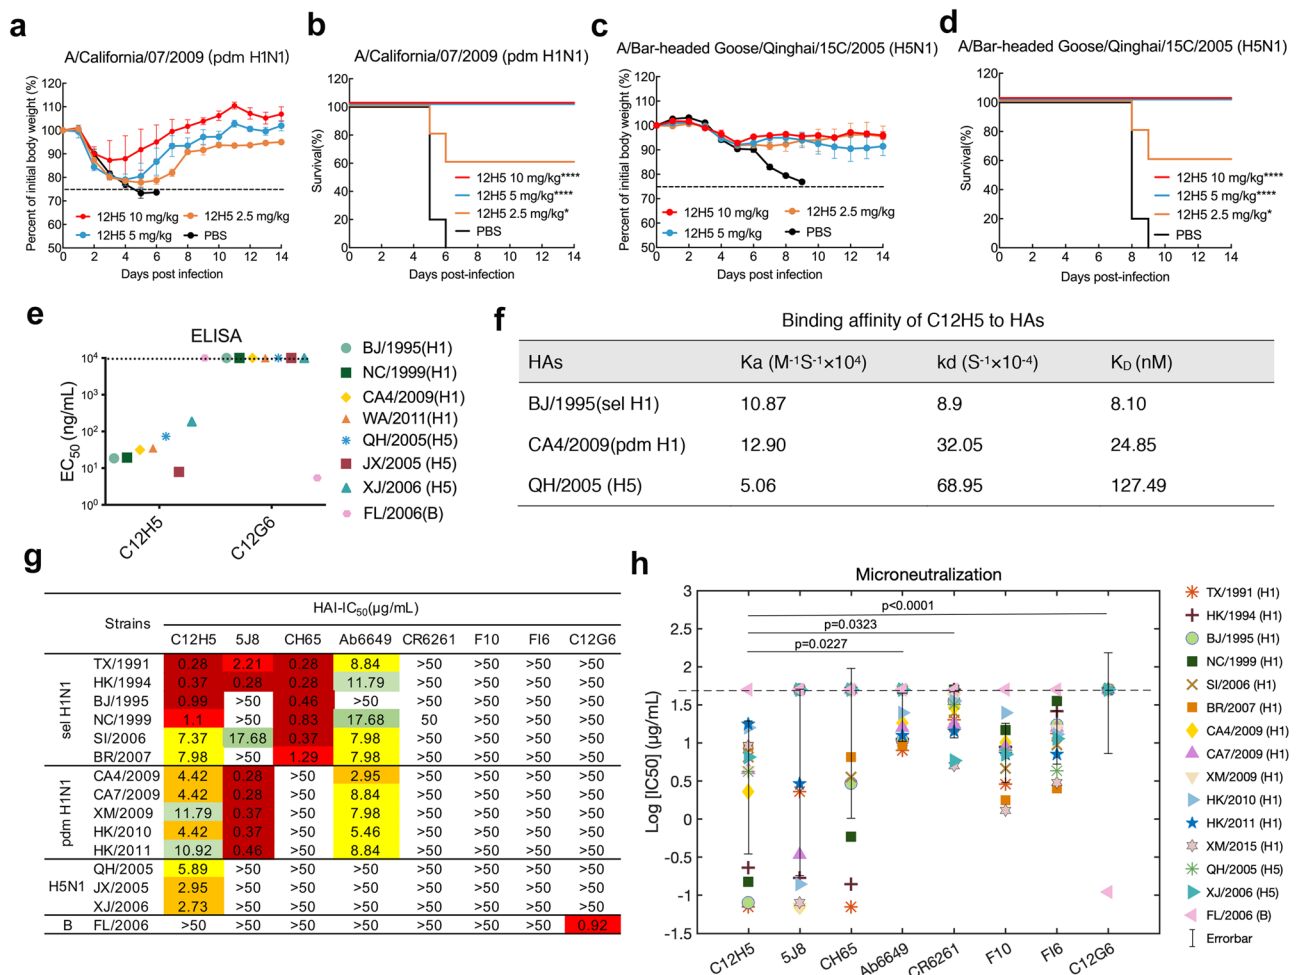 a
A/California/07/2009 (pdm H1N1)
Percent of initial body weight (%)
130
120
110
100
90
80
70
60
50
0 2 4 6 8 10 12 14
12H5 10 mg/kg 12H5 2.5 mg/kg
12H5 5 mg/kg PBS
Days post infection
b
A/California/07/2009 (pdm H1N1)
Survival(%)
120
100
80
60
40
20
0
0 2 4 6 8 10 12 14
12H5 10 mg/kg****
12H5 5 mg/kg****
12H5 2.5 mg/kg*
PBS
Days post-infection
c
A/Bar-headed Goose/Qinghai/15C/2005 (H5N1)
Percent of initial body weight (%)
120
110
100
90
80
70
60
50
0 2 4 6 8 10 12 14
12H5 10 mg/kg 12H5 2.5 mg/kg
12H5 5 mg/kg PBS
Days post-infection
d
A/Bar-headed Goose/Qinghai/15C/2005 (H5N1)
Survival(%)
120
100
80
60
40
20
0
0 2 4 6 8 10 12 14
12H5 10 mg/kg****
12H5 5 mg/kg****
12H5 2.5 mg/kg*
PBS
Days post-infection
e
ELISA
EC50 (ng/mL)
10⁴
10³
10²
10¹
10⁰
C12H5 C12G6
BJ/1995(H1)
NC/1999(H1)
CA4/2009(H1)
WA/2011(H1)
QH/2005(H5)
JX/2005 (H5)
XJ/2006 (H5)
FL/2006(B)
f
Binding affinity of C12H5 to HAs
HAs Ka (M⁻¹S⁻¹×10⁴) kd (S⁻¹×10⁻⁴) KD (nM)
BJ/1995(sel H1) 10.87 8.9 8.10
CA4/2009(pdm H1) 12.90 32.05 24.85
QH/2005 (H5) 5.06 68.95 127.49
g
HAI-IC50(μg/mL)
Strains
C12H5 5J8 CH65 Ab6649 CR6261 F10 FI6 C12G6
sel H1N1
TX/1991 0.28 2.21 0.28 8.84 >50 >50 >50 >50
HK/1994 0.37 0.28 0.28 11.79 >50 >50 >50 >50
BJ/1995 0.99 >50 0.46 >50 >50 >50 >50 >50
NC/1999 1.1 >50 0.83 17.68 50 >50 >50 >50
SI/2006 7.37 17.68 0.37 7.98 >50 >50 >50 >50
BR/2007 7.98 >50 1.29 7.98 >50 >50 >50 >50
pdm H1N1
CA4/2009 4.42 0.28 >50 2.95 >50 >50 >50 >50
CA7/2009 4.42 0.28 >50 8.84 >50 >50 >50 >50
XM/2009 11.79 0.37 >50 7.98 >50 >50 >50 >50
HK/2010 4.42 0.37 >50 5.46 >50 >50 >50 >50
HK/2011 10.92 0.46 >50 8.84 >50 >50 >50 >50
H5N1
QH/2005 5.89 >50 >50 >50 >50 >50 >50 >50
JX/2005 2.95 >50 >50 >50 >50 >50 >50 >50
XJ/2006 2.73 >50 >50 >50 >50 >50 >50 >50
B FL/2006 >50 >50 >50 >50 >50 >50 >50 0.92
h
Microneutralization
Log [IC50] (μg/mL)
3
2.5
2
1.5
1
0.5
0
-0.5
-1
-1.5
p<0.0001
p=0.0323
p=0.0227
C12H5 5J8 CH65 Ab6649 CR6261 F10 FI6 C12G6
TX/1991 (H1)
HK/1994 (H1)
BJ/1995 (H1)
NC/1999 (H1)
SI/2006 (H1)
BR/2007 (H1)
CA4/2009 (H1)
CA7/2009 (H1)
XM/2009 (H1)
HK/2010 (H1)
HK/2011 (H1)
XM/2015 (H1)
QH/2005 (H5)
XJ/2006 (H5)
FL/2006 (B)
Errorbar